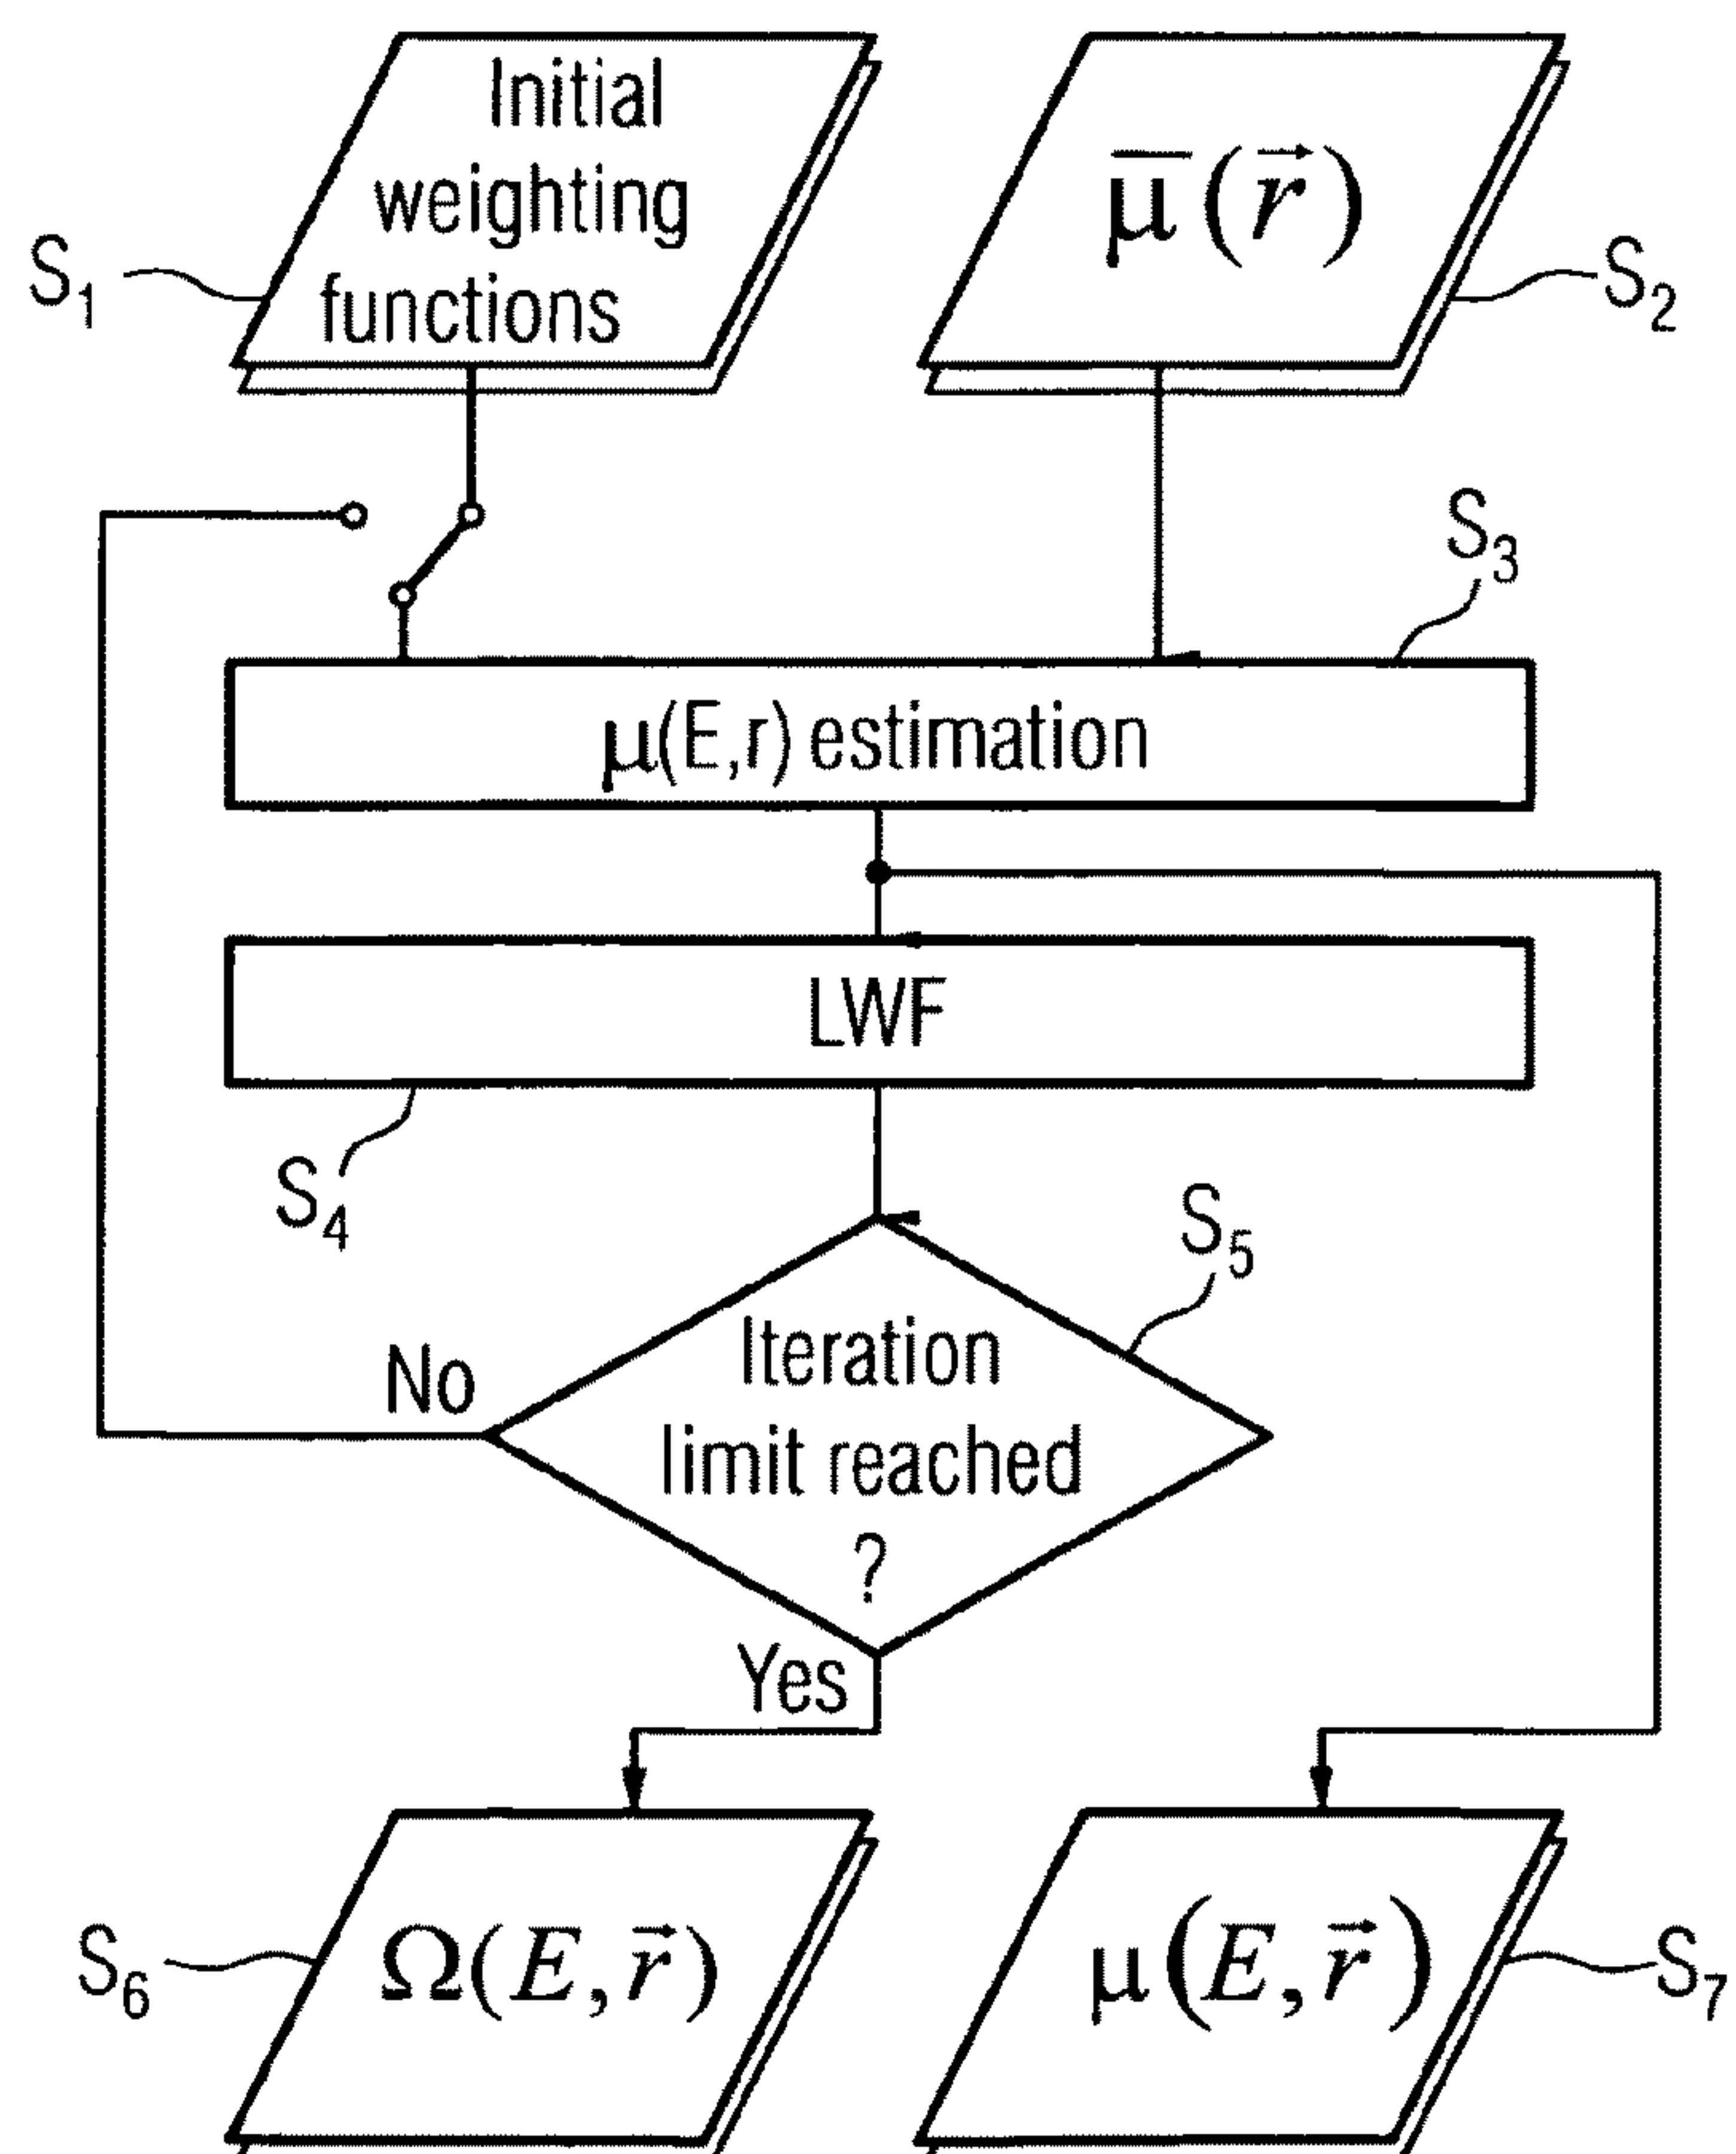 Initial
weighting
functions
S₁
μ̅(r⃗)
S₂
S₃
μ(E,r) estimation
LWF
S₄
S₅
Iteration
limit reached
?
No
Yes
S₆
Ω(E,r⃗)
μ(E,r⃗)
S₇